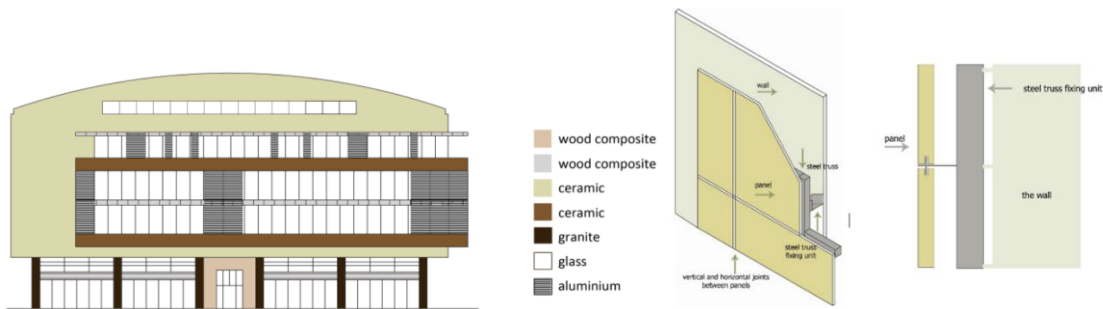 wood composite
wood composite
ceramic
ceramic
granite
glass
aluminium
wall
steel truss
panel
steel truss
fixing unit
vertical and horizontal joints
between panels
steel truss fixing unit
panel
the wall